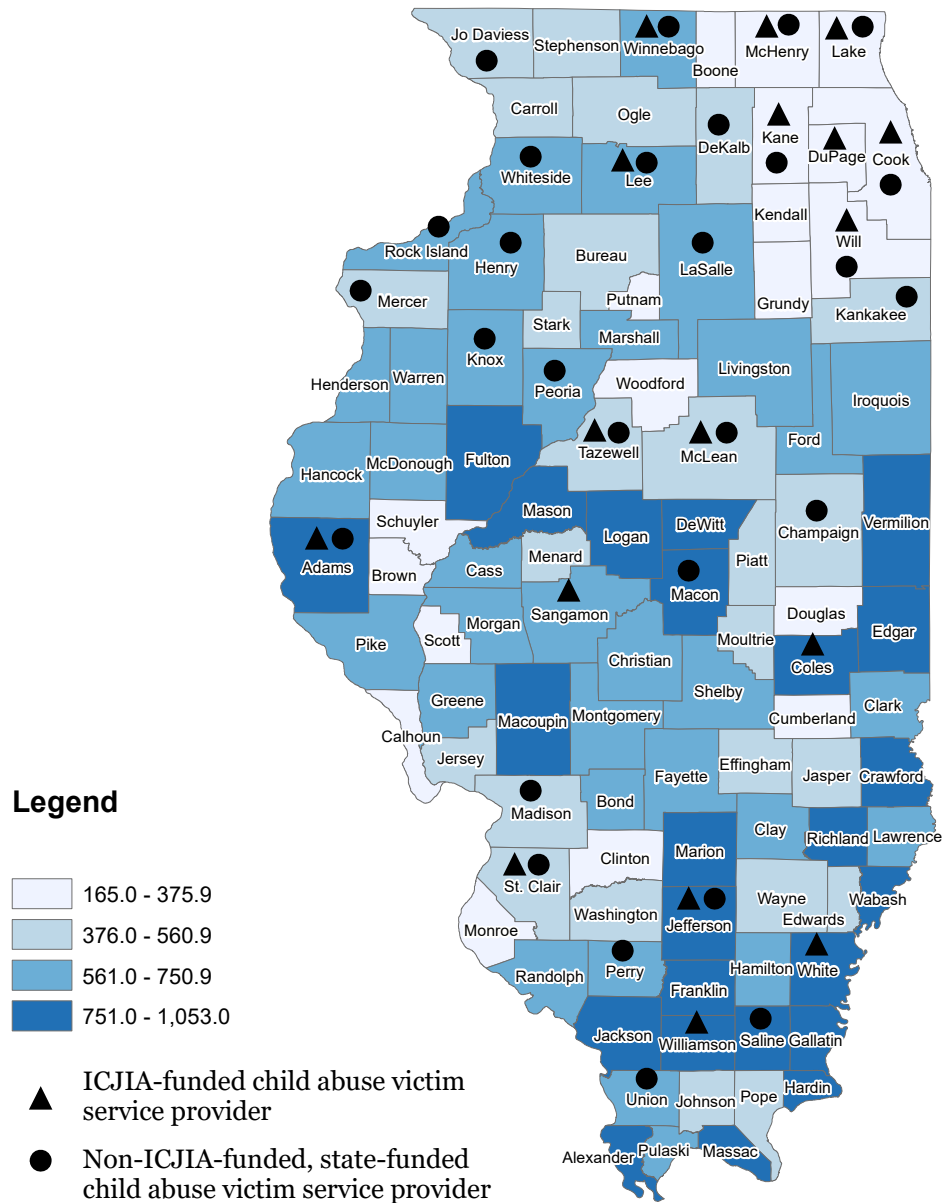 Jo Daviess
Stephenson
Winnebago
Boone
McHenry
Lake
Carroll
Ogle
DeKalb
Kane
DuPage
Cook
Whiteside
Lee
Kendall
Will
Rock Island
Henry
Bureau
LaSalle
Putnam
Grundy
Mercer
Kankakee
Stark
Marshall
Knox
Henderson
Warren
Peoria
Woodford
Livingston
Iroquois
Ford
Tazewell
McLean
Hancock
McDonough
Fulton
Mason
Logan
DeWitt
Champaign
Vermilion
Schuyler
Adams
Brown
Cass
Menard
Piatt
Macon
Sangamon
Douglas
Pike
Scott
Morgan
Moultrie
Edgar
Coles
Christian
Shelby
Greene
Macoupin
Montgomery
Cumberland
Clark
Calhoun
Jersey
Fayette
Effingham
Jasper
Crawford
Madison
Bond
Clay
Richland
Lawrence
Clinton
Marion
St. Clair
Wayne
Wabash
Washington
Edwards
Monroe
Jefferson
Randolph
Perry
Hamilton
White
Franklin
Jackson
Williamson
Saline
Gallatin
Union
Johnson
Pope
Hardin
Alexander
Pulaski
Massac
Legend
165.0 - 375.9
376.0 - 560.9
561.0 - 750.9
751.0 - 1,053.0
ICJIA-funded child abuse victim
service provider
Non-ICJIA-funded, state-funded
child abuse victim service provider